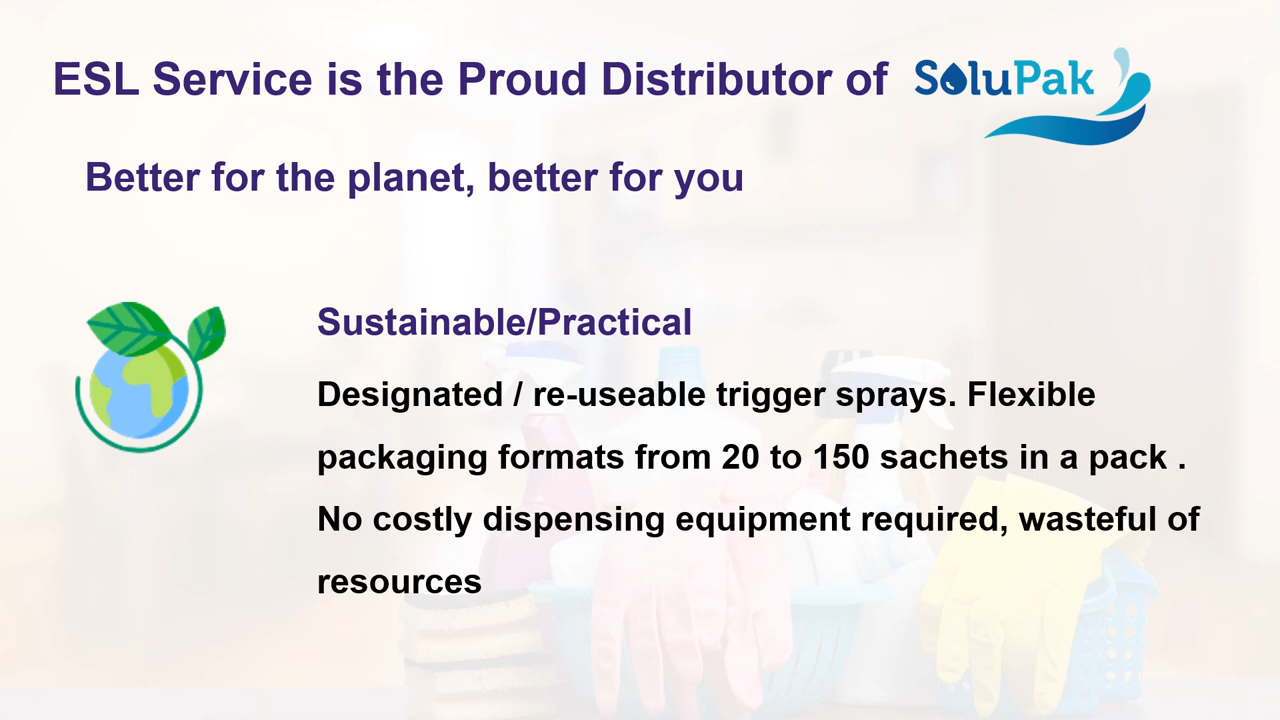 ESL Service is the Proud Distributor of SoluPak
Better for the planet, better for you
Sustainable/Practical
Designated / re-useable trigger sprays. Flexible
packaging formats from 20 to 150 sachets in a pack .
No costly dispensing equipment required, wasteful of
resources